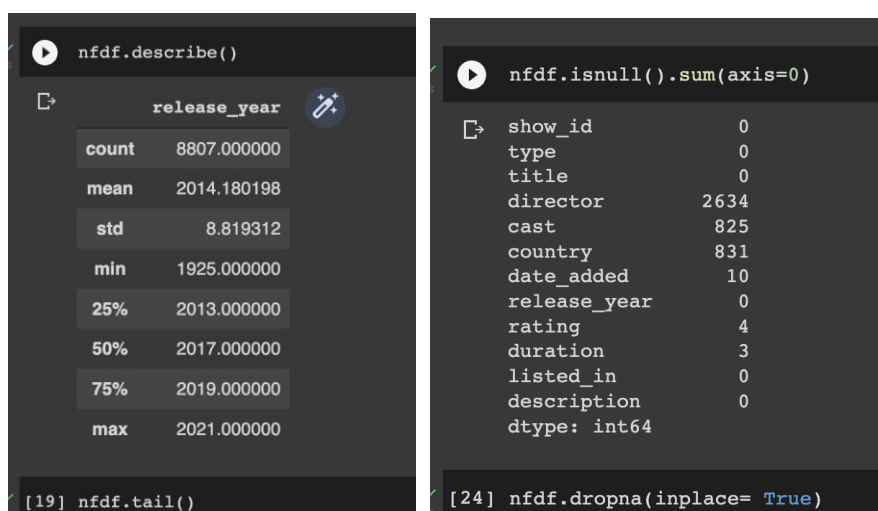 nfdf.describe()
release_year
count 8807.000000
mean 2014.180198
std 8.819312
min 1925.000000
25% 2013.000000
50% 2017.000000
75% 2019.000000
max 2021.000000
[19] nfdf.tail()
nfdf.isnull().sum(axis=0)
show_id 0
type 0
title 0
director 2634
cast 825
country 831
date_added 10
release_year 0
rating 4
duration 3
listed_in 0
description 0
dtype: int64
[24] nfdf.dropna(inplace= True)